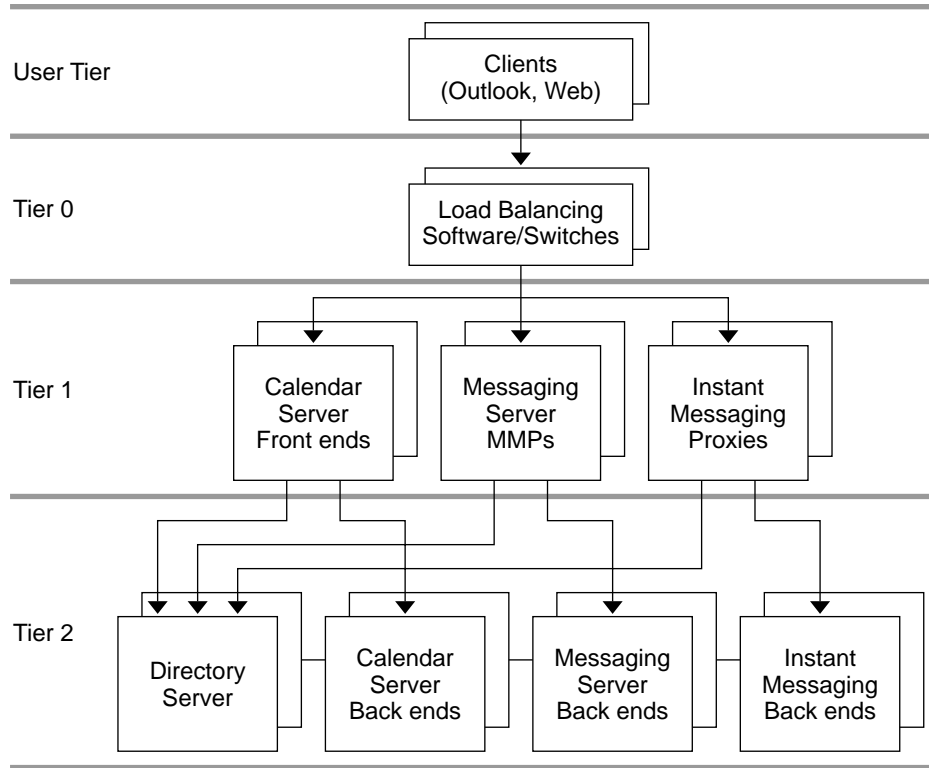 User Tier
Clients
(Outlook, Web)
Tier 0
Load Balancing
Software/Switches
Tier 1
Calendar
Server
Front ends
Messaging
Server
MMPs
Instant
Messaging
Proxies
Tier 2
Directory
Server
Calendar
Server
Back ends
Messaging
Server
Back ends
Instant
Messaging
Back ends